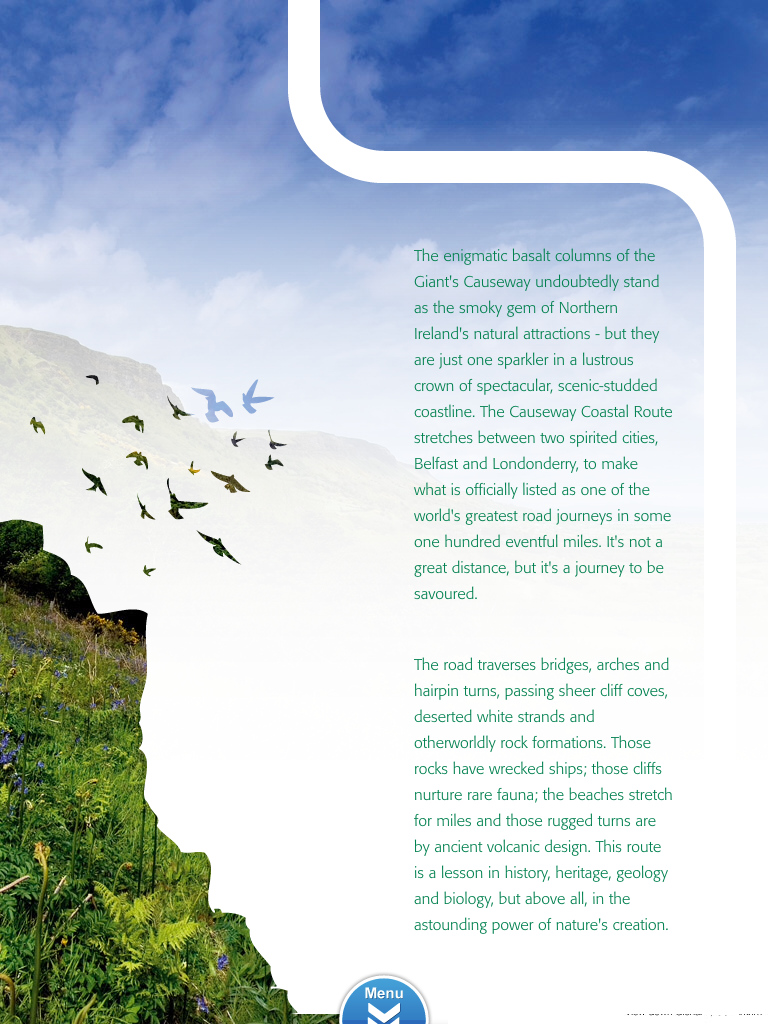 The enigmatic basalt columns of the
Giant's Causeway undoubtedly stand
as the smoky gem of Northern
Ireland's natural attractions - but they
are just one sparkler in a lustrous
crown of spectacular, scenic-studded
coastline. The Causeway Coastal Route
stretches between two spirited cities,
Belfast and Londonderry, to make
what is officially listed as one of the
world's greatest road journeys in some
one hundred eventful miles. It's not a
great distance, but it's a journey to be
savoured.
The road traverses bridges, arches and
hairpin turns, passing sheer cliff coves,
deserted white strands and
otherworldly rock formations. Those
rocks have wrecked ships; those cliffs
nurture rare fauna; the beaches stretch
for miles and those rugged turns are
by ancient volcanic design. This route
is a lesson in history, heritage, geology
and biology, but above all, in the
astounding power of nature's creation.
Menu